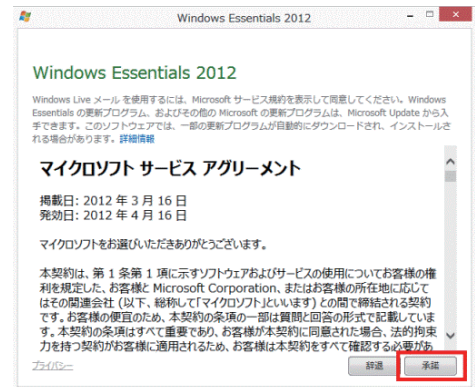 Windows Essentials 2012
Windows Essentials 2012
Windows Live メール を使用するには、Microsoft サービス規約を表示して同意してください。Windows
Essentials の更新プログラム、およびその他の Microsoft の更新プログラムは、Microsoft Update から入
手できます。このソフトウェアでは、一部の更新プログラムが自動的にダウンロードされ、インストールさ
れる場合があります。詳細情報
マイクロソフト サービス アグリーメント
掲載日: 2012 年 3 月 16 日
発効日: 2012 年 4 月 16 日
マイクロソフトをお選びいただきありがとうございます。
本契約は、第 1 条第 1 項に示すソフトウェアおよびサービスの使用についてお客様の権
利を規定した、お客様と Microsoft Corporation、またはお客様の所在地に応じて
はその関連会社 (以下、総称して「マイクロソフト」といいます) との間で締結される契約
です。お客様の便宜のため、本契約の条項の一部は質問と回答の形式で記載していま
す。本契約の条項はすべて重要であり、お客様が本契約に同意された場合、法的拘束
力を持つ契約がお客様に適用されるため、お客様は本契約をすべて確認する必要があ
プライバシー
辞退
承諾